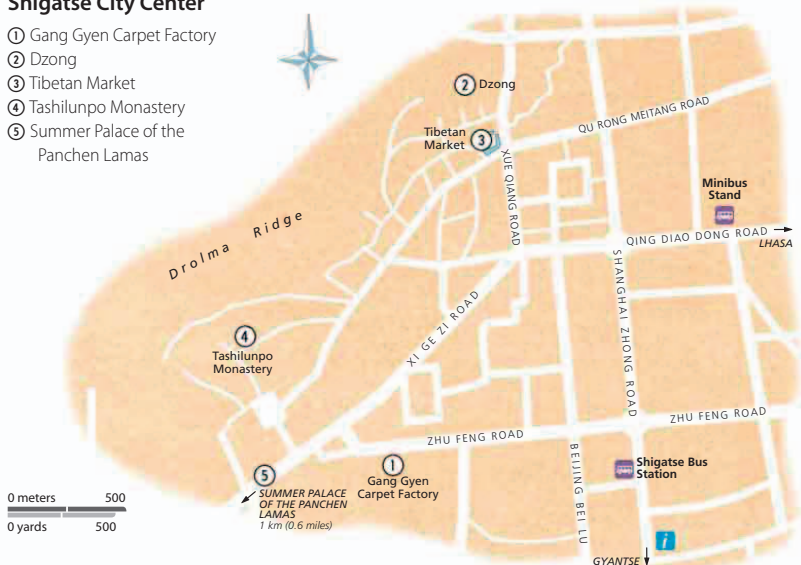 Shigatse City Center
① Gang Gyen Carpet Factory
② Dzong
③ Tibetan Market
④ Tashilunpo Monastery
⑤ Summer Palace of the
Panchen Lamas
② Dzong
Tibetan
Market
③
QU RONG MEITANG ROAD
XUE QIANG ROAD
Minibus
Stand
QING DIAO DONG ROAD
LHASA
Drolma Ridge
SHANGHAI ZHONG ROAD
XI GE ZI ROAD
④
Tashilunpo
Monastery
ZHU FENG ROAD
ZHU FENG ROAD
BEIJING BEI LU
①
Gang Gyen
Carpet Factory
Shigatse Bus
Station
⑤
SUMMER PALACE
OF THE PANCHEN
LAMAS
1 km (0.6 miles)
0 meters 500
0 yards 500
i
GYANTSE